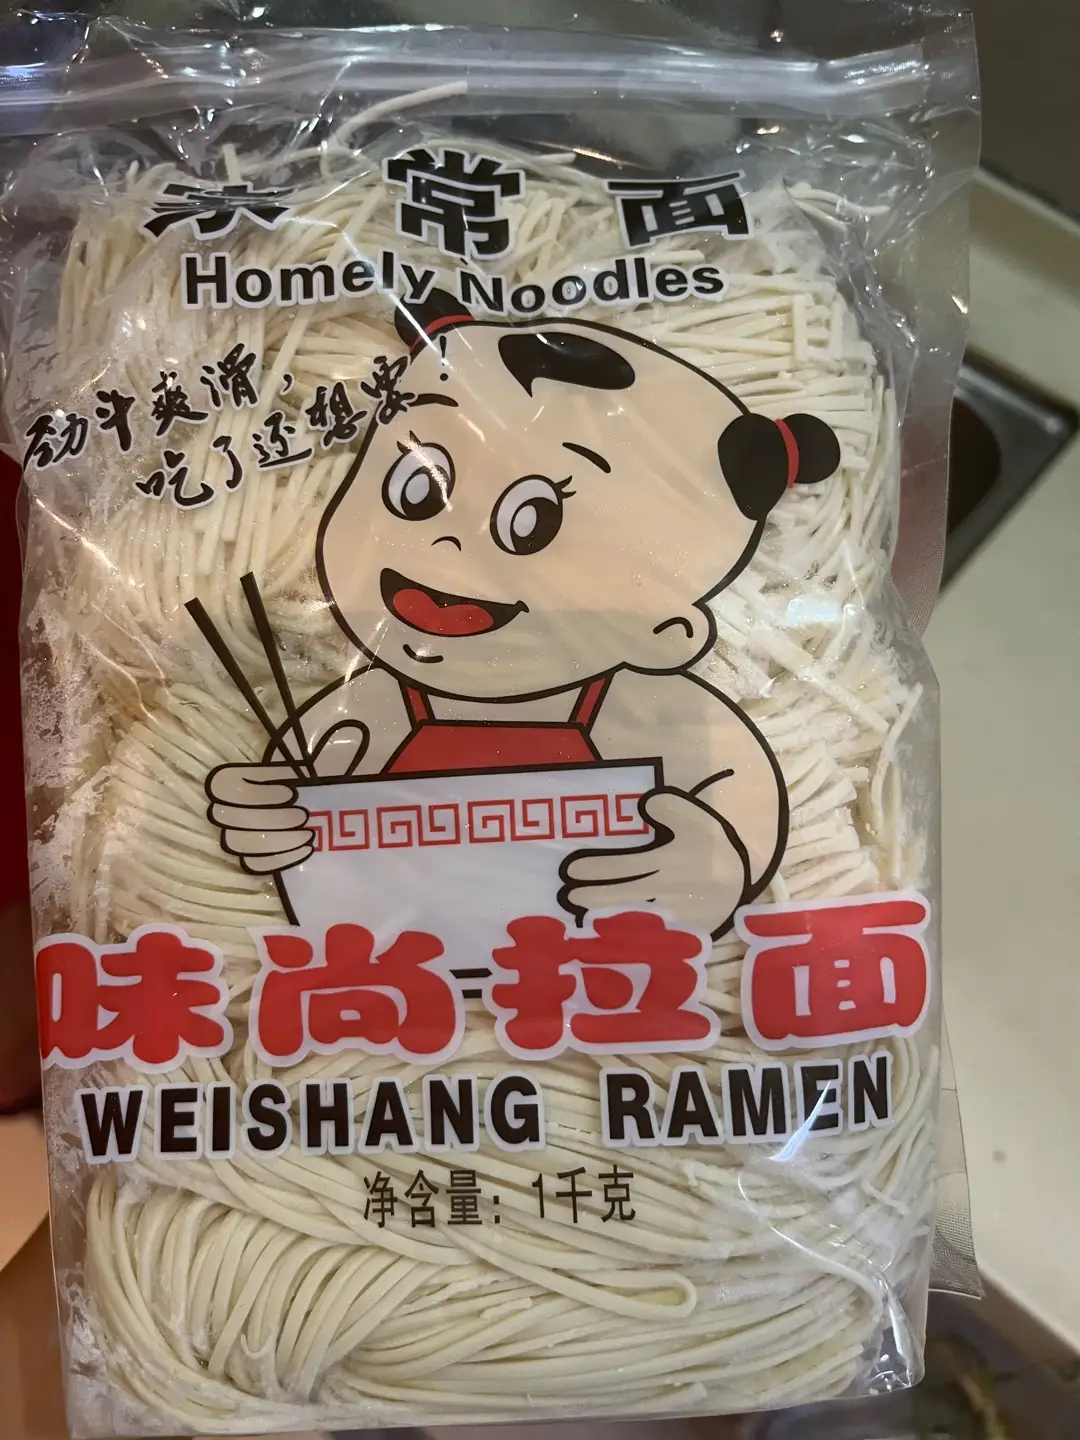 家常面
Homely Noodles
劲斗爽滑，
吃了还想要！
味尚拉面
WEISHANG RAMEN
净含量：1千克